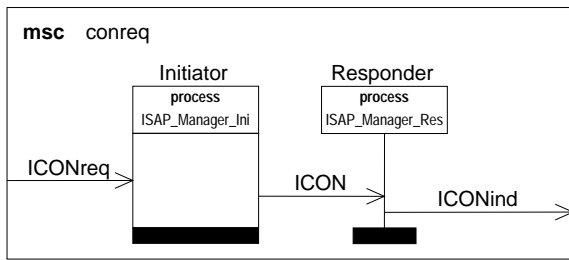 msc conreq
Initiator
Responder
process
ISAP_Manager_Ini
process
ISAP_Manager_Res
ICONreq
ICON
ICONind